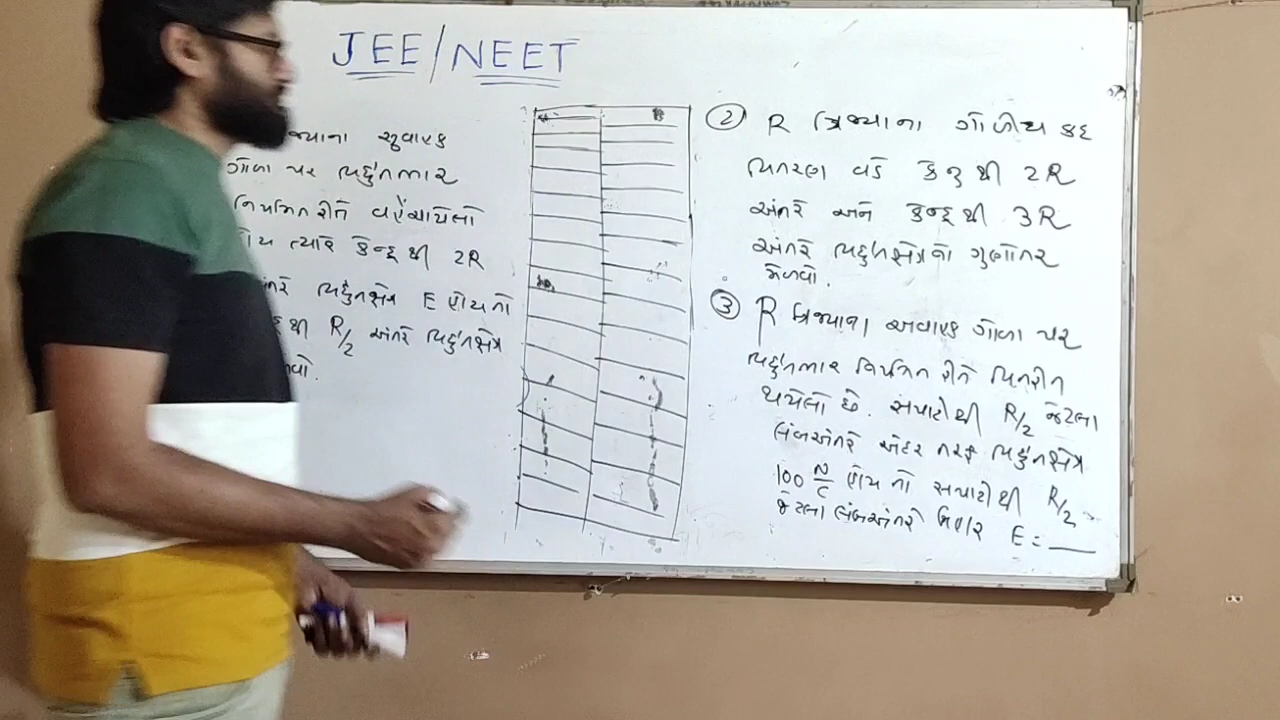 JEE/NEET
જ્યાના સુવાહક
ગોળા પર વિદ્યુતભાર
નિયમિત રીતે વહેંચાયેલો
હોય ત્યારે કેન્દ્રથી 2R
અંતરે વિદ્યુતક્ષેત્ર E હોય તો
થી R/2 અંતરે વિદ્યુતક્ષેત્ર
② R ત્રિજ્યાના ગોળીય કદ
વિતરણ વડે કેન્દ્રથી 2R
અંતરે અને કેન્દ્રથી 3R
અંતરે વિદ્યુતક્ષેત્રનો ગુણોત્તર
મેળવો.
③ R ત્રિજ્યાના અવાહક ગોળા પર
વિદ્યુતભાર નિયમિત રીતે વિતરીત
થયેલો છે. સપાટીથી R/2 જેટલા
લંબઅંતરે અંદર તરફ વિદ્યુતક્ષેત્ર
100 N/C હોય તો સપાટીથી R/2
જેટલા લંબઅંતરે બહાર E = ___